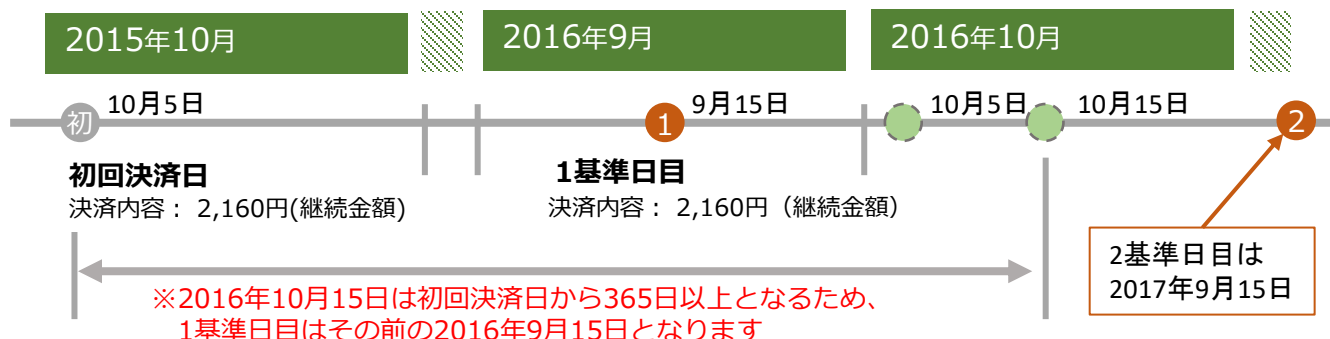 2015年10月
2016年9月
2016年10月
10月5日
9月15日
10月5日
10月15日
初
1
2
初回決済日
決済内容： 2,160円(継続金額)
1基準日目
決済内容： 2,160円（継続金額）
2基準日目は
2017年9月15日
※2016年10月15日は初回決済日から365日以上となるため、
1基準日目はその前の2016年9月15日となります